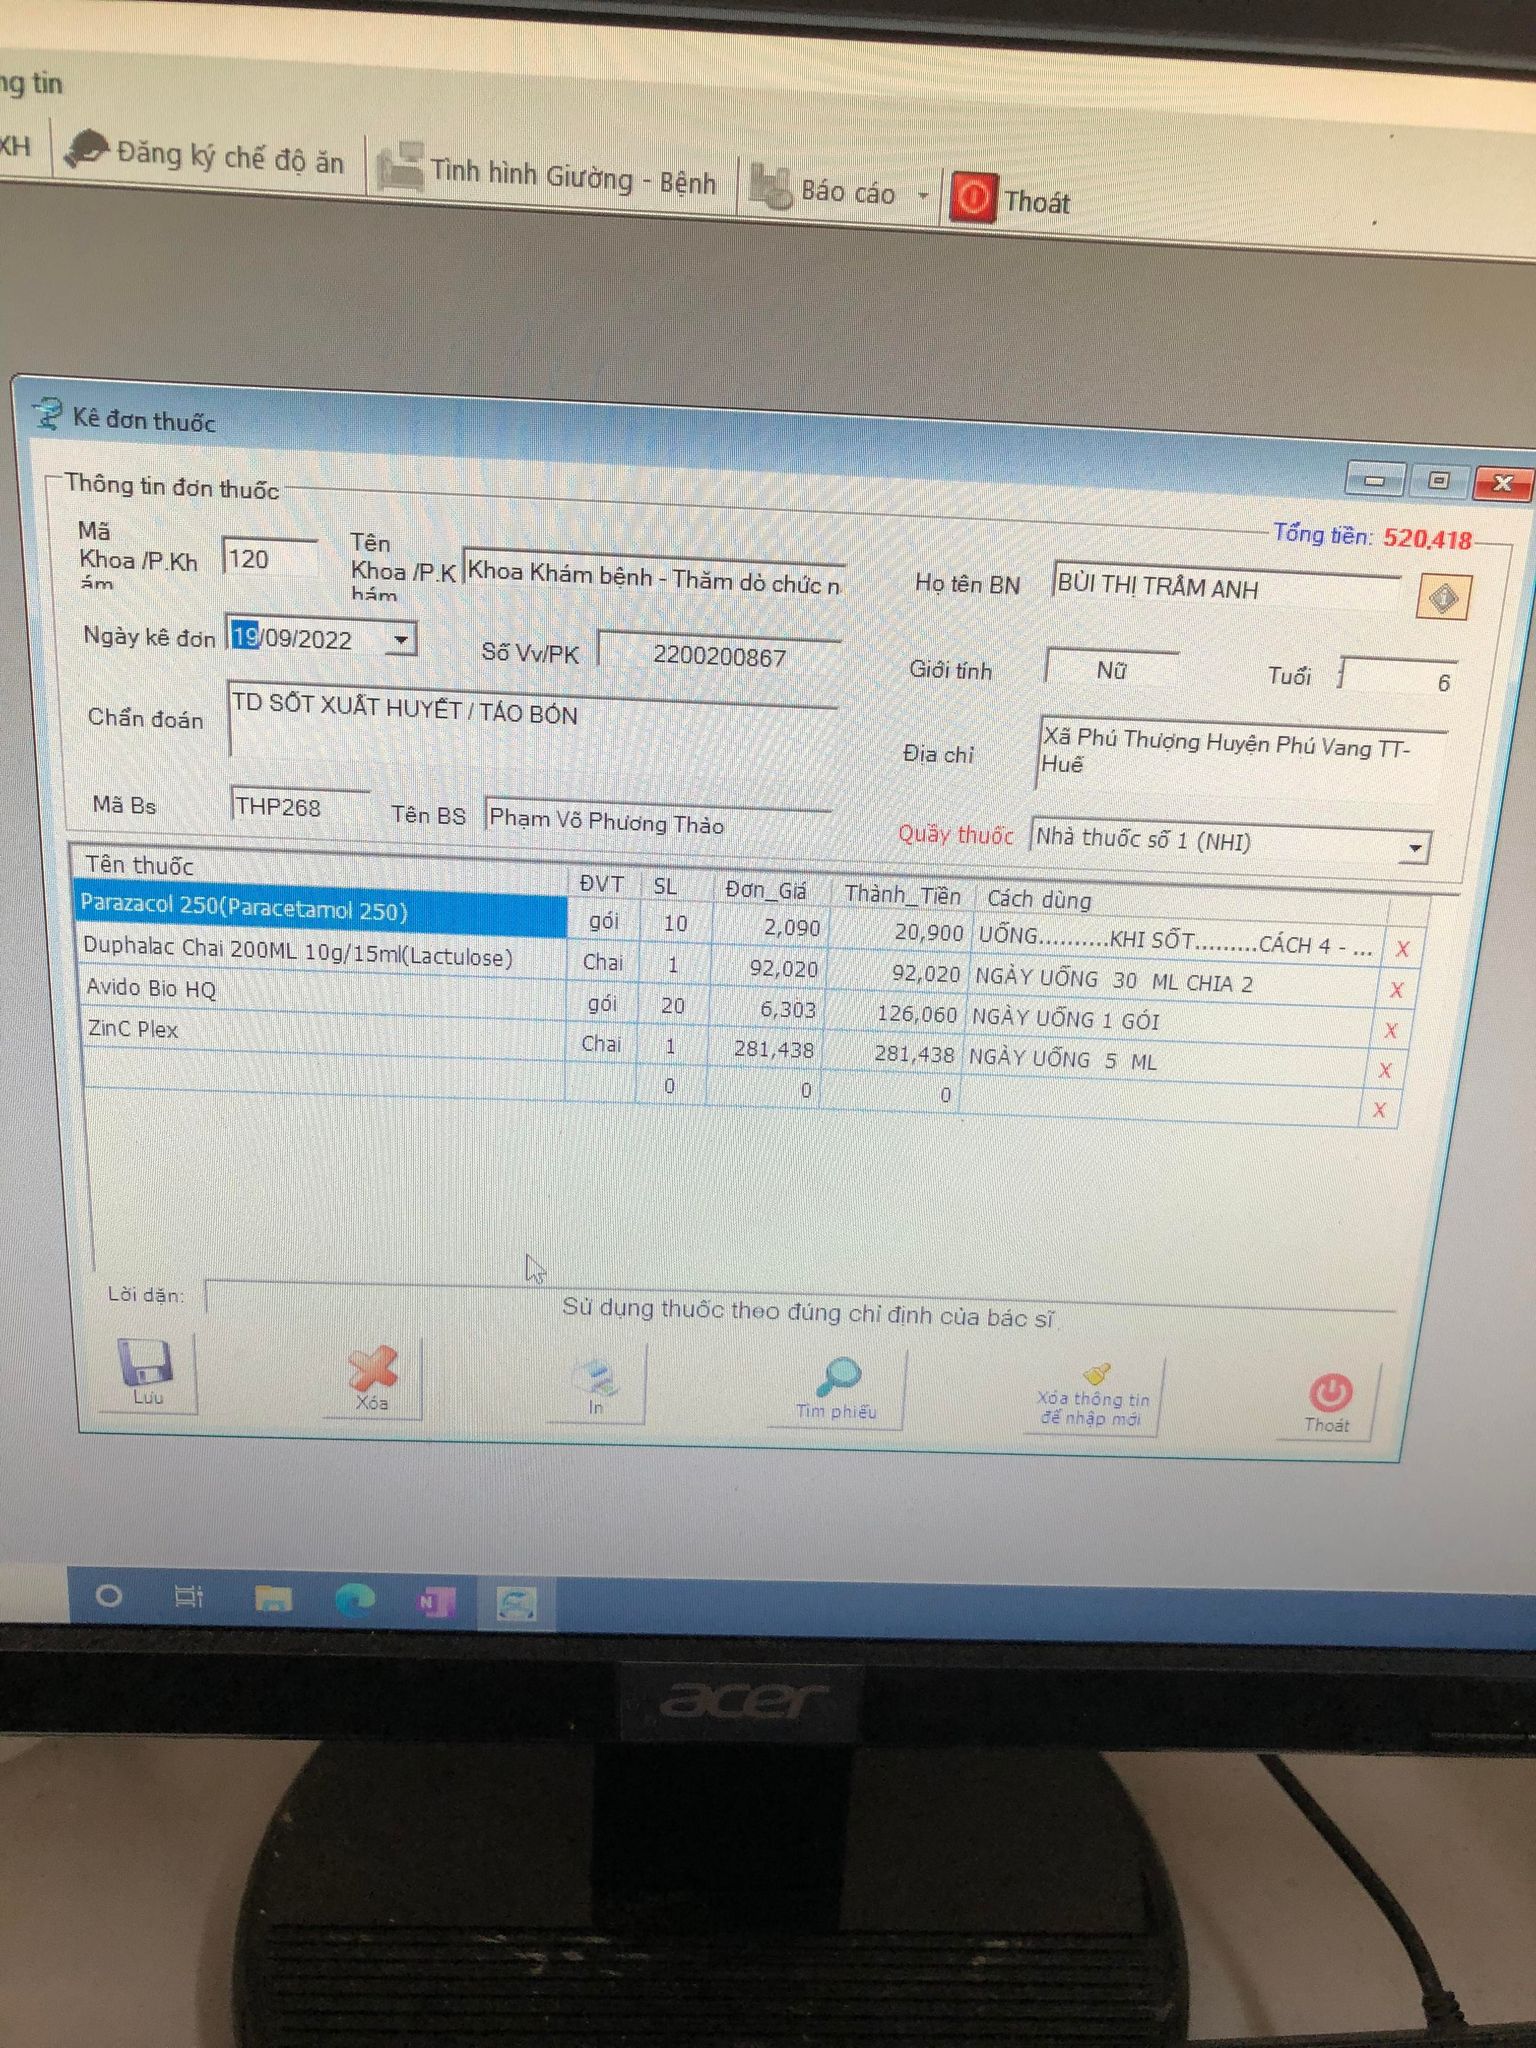 ng tin
XH
Đăng ký chế độ ăn
Tình hình Giường - Bệnh
Báo cáo
Thoát
Kê đơn thuốc
Thông tin đơn thuốc
Tổng tiền: 520,418
Mã Khoa /P.Kh ám
120
Tên Khoa /P.K hám
Khoa Khám bệnh - Thăm dò chức n
Họ tên BN
BÙI THỊ TRÂM ANH
Ngày kê đơn
19/09/2022
Số Vv/PK
2200200867
Giới tính
Nữ
Tuổi
6
Chẩn đoán
TD SỐT XUẤT HUYẾT / TÁO BÓN
Địa chỉ
Xã Phú Thượng Huyện Phú Vang TT-
Huế
Mã Bs
THP268
Tên BS
Phạm Võ Phương Thảo
Quầy thuốc
Nhà thuốc số 1 (NHI)
Tên thuốc ĐVT SL Đơn_Giá Thành_Tiền Cách dùng
Parazacol 250(Paracetamol 250) gói 10 2,090 20,900 UỐNG..........KHI SỐT.........CÁCH 4 - ... X
Duphalac Chai 200ML 10g/15ml(Lactulose) Chai 1 92,020 92,020 NGÀY UỐNG 30 ML CHIA 2 X
Avido Bio HQ gói 20 6,303 126,060 NGÀY UỐNG 1 GÓI X
ZinC Plex Chai 1 281,438 281,438 NGÀY UỐNG 5 ML X
0 0 0 X
Lời dặn:
Sử dụng thuốc theo đúng chỉ định của bác sĩ
Lưu
Xóa
In
Tìm phiếu
Xóa thông tin
để nhập mới
Thoát
N
acer